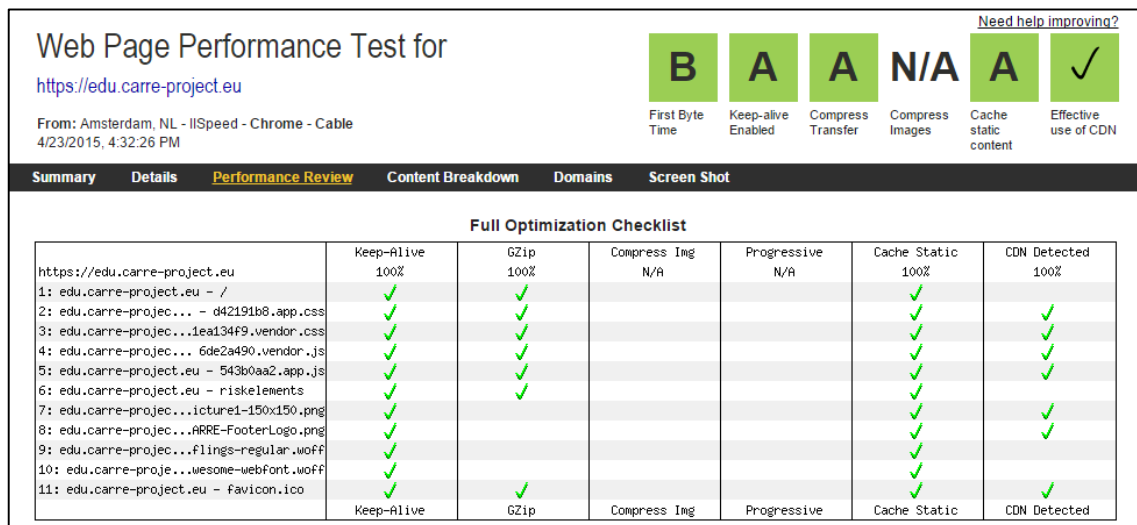 Need help improving?
Web Page Performance Test for
https://edu.carre-project.eu
From: Amsterdam, NL - IISpeed - Chrome - Cable
4/23/2015, 4:32:26 PM
B A A N/A A
First Byte Time
Keep-alive Enabled
Compress Transfer
Compress Images
Cache static content
Effective use of CDN
Summary Details Performance Review Content Breakdown Domains Screen Shot
Full Optimization Checklist
Keep-Alive GZip Compress Img Progressive Cache Static CDN Detected
https://edu.carre-project.eu 100% 100% N/A N/A 100% 100%
1: edu.carre-project.eu - /
2: edu.carre-projec... - d42191b8.app.css
3: edu.carre-projec...1ea134f9.vendor.css
4: edu.carre-projec... 6de2a490.vendor.js
5: edu.carre-project.eu - 543b0aa2.app.js
6: edu.carre-project.eu - riskelements
7: edu.carre-projec...icture1-150x150.png
8: edu.carre-projec...ARRE-FooterLogo.png
9: edu.carre-projec...flings-regular.woff
10: edu.carre-proje...wesome-webfont.woff
11: edu.carre-project.eu - favicon.ico
Keep-Alive GZip Compress Img Progressive Cache Static CDN Detected